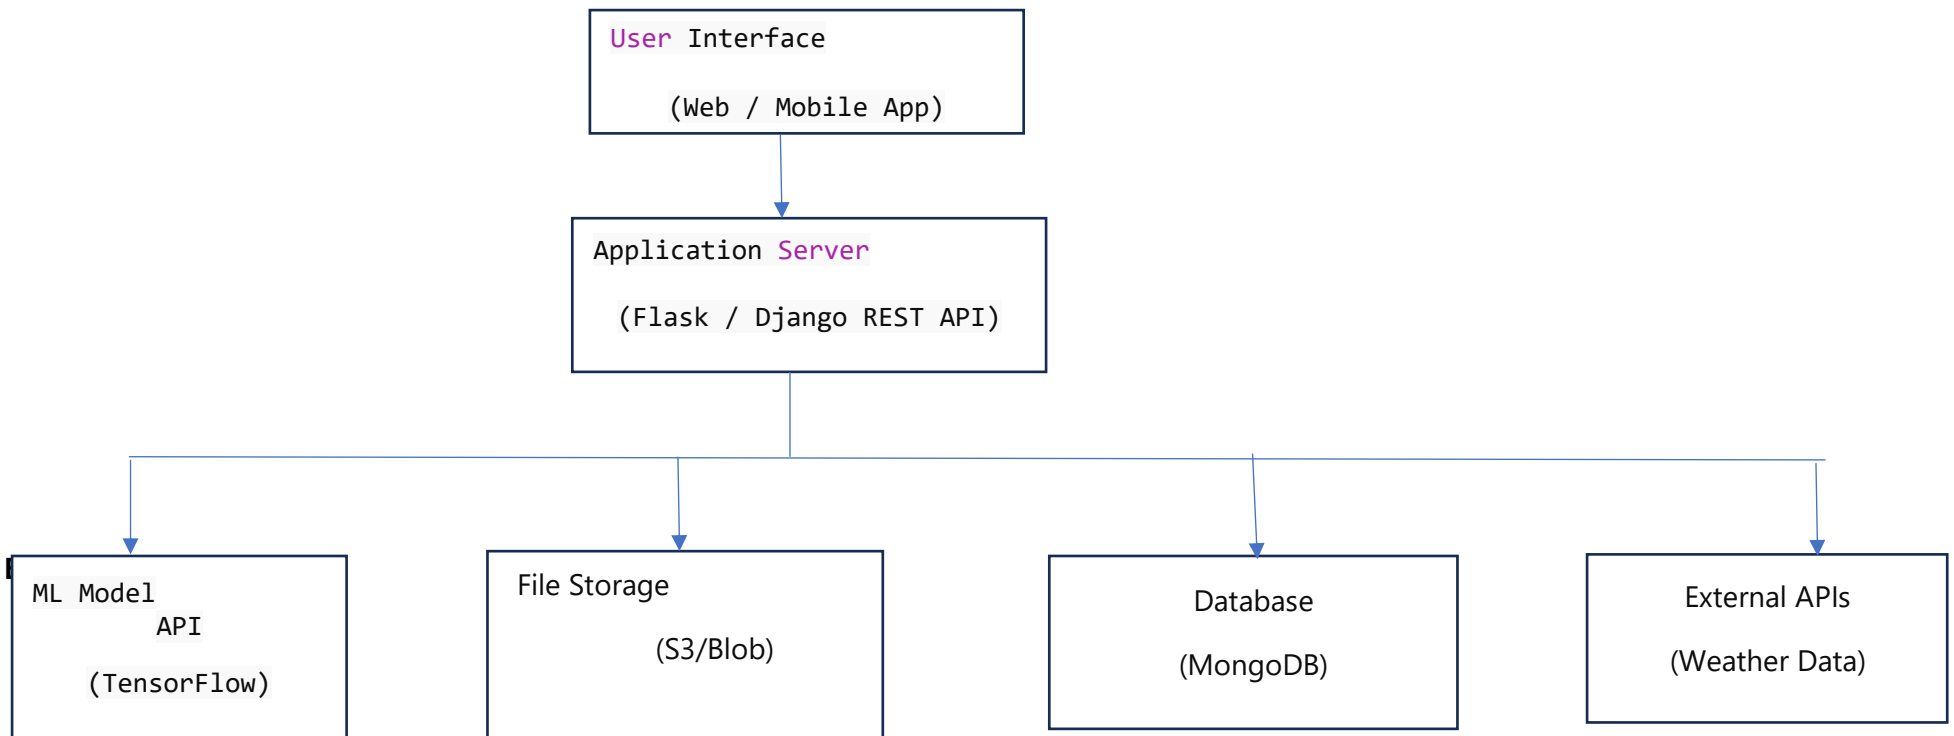 User Interface
(Web / Mobile App)
Application Server
(Flask / Django REST API)
ML Model
API
(TensorFlow)
File Storage
(S3/Blob)
Database
(MongoDB)
External APIs
(Weather Data)